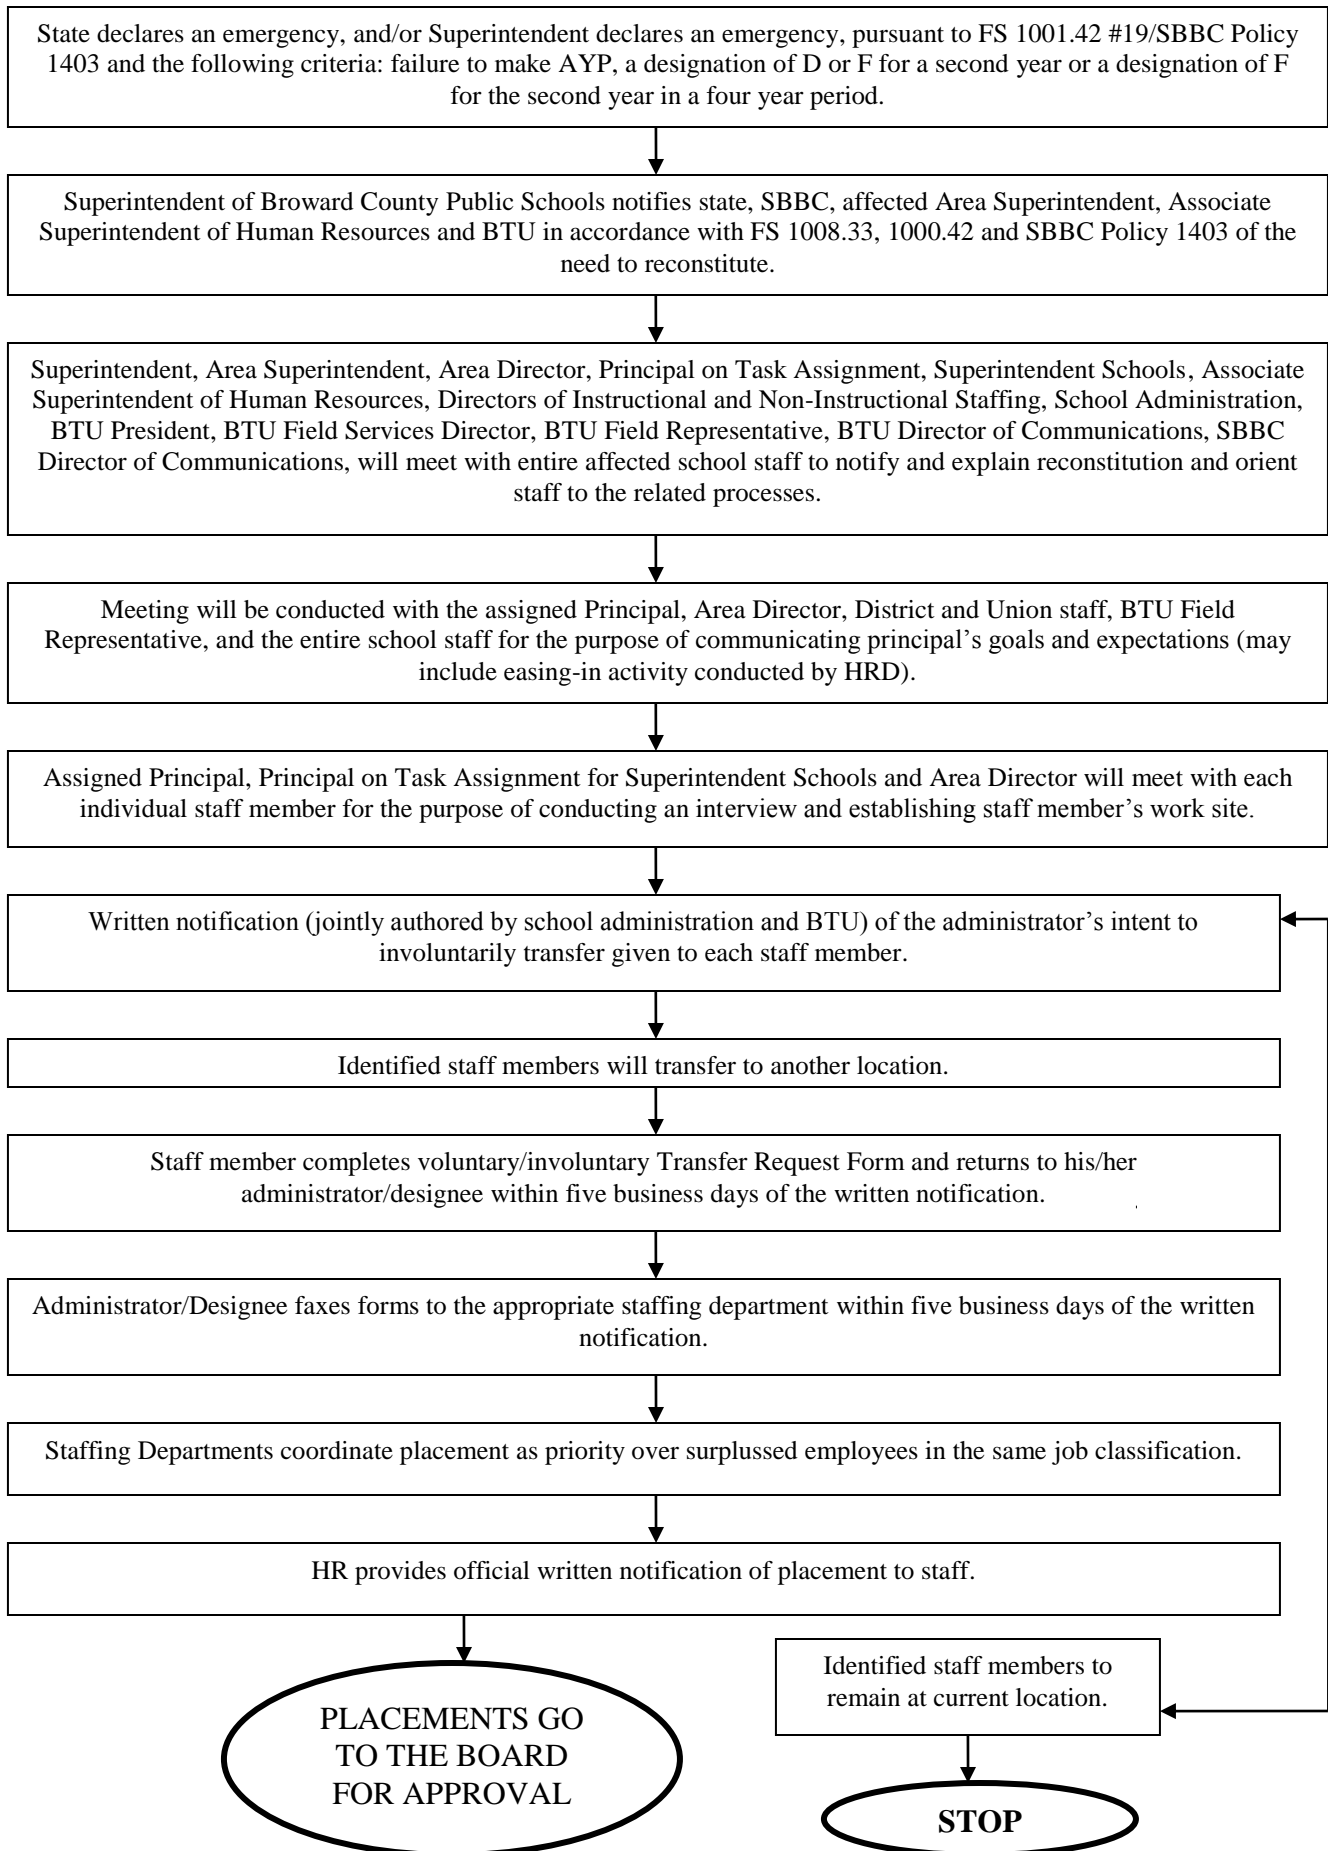 State declares an emergency, and/or Superintendent declares an emergency, pursuant to FS 1001.42 #19/SBBC Policy
1403 and the following criteria: failure to make AYP, a designation of D or F for a second year or a designation of F
for the second year in a four year period.
Superintendent of Broward County Public Schools notifies state, SBBC, affected Area Superintendent, Associate
Superintendent of Human Resources and BTU in accordance with FS 1008.33, 1000.42 and SBBC Policy 1403 of the
need to reconstitute.
Superintendent, Area Superintendent, Area Director, Principal on Task Assignment, Superintendent Schools, Associate
Superintendent of Human Resources, Directors of Instructional and Non-Instructional Staffing, School Administration,
BTU President, BTU Field Services Director, BTU Field Representative, BTU Director of Communications, SBBC
Director of Communications, will meet with entire affected school staff to notify and explain reconstitution and orient
staff to the related processes.
Meeting will be conducted with the assigned Principal, Area Director, District and Union staff, BTU Field
Representative, and the entire school staff for the purpose of communicating principal's goals and expectations (may
include easing-in activity conducted by HRD).
Assigned Principal, Principal on Task Assignment for Superintendent Schools and Area Director will meet with each
individual staff member for the purpose of conducting an interview and establishing staff member's work site.
Written notification (jointly authored by school administration and BTU) of the administrator's intent to
involuntarily transfer given to each staff member.
Identified staff members will transfer to another location.
Staff member completes voluntary/involuntary Transfer Request Form and returns to his/her
administrator/designee within five business days of the written notification.
Administrator/Designee faxes forms to the appropriate staffing department within five business days of the written
notification.
Staffing Departments coordinate placement as priority over surplussed employees in the same job classification.
HR provides official written notification of placement to staff.
PLACEMENTS GO
TO THE BOARD
FOR APPROVAL
Identified staff members to
remain at current location.
STOP